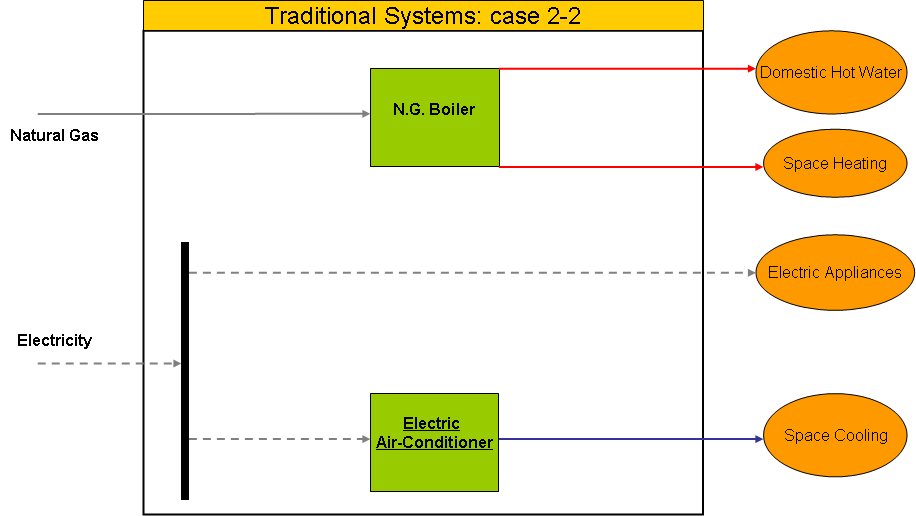 Traditional Systems: case 2-2
Domestic Hot Water
N.G. Boiler
Natural Gas
Space Heating
Electric Appliances
Electricity
Electric
Air-Conditioner
Space Cooling